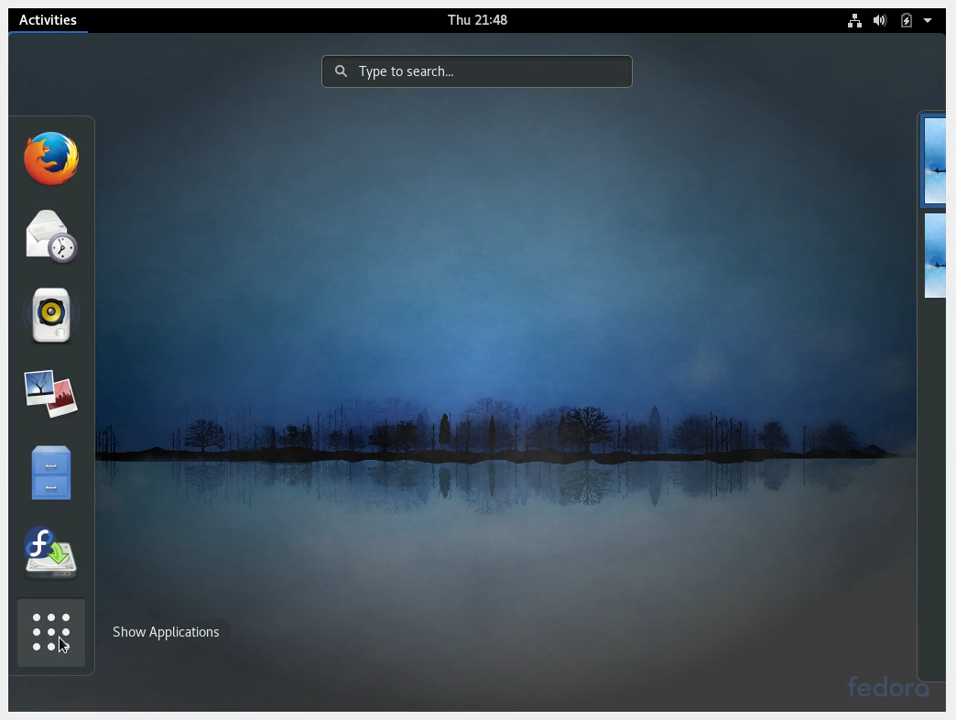 Activities
Thu 21:48
Type to search...
Show Applications
fedora